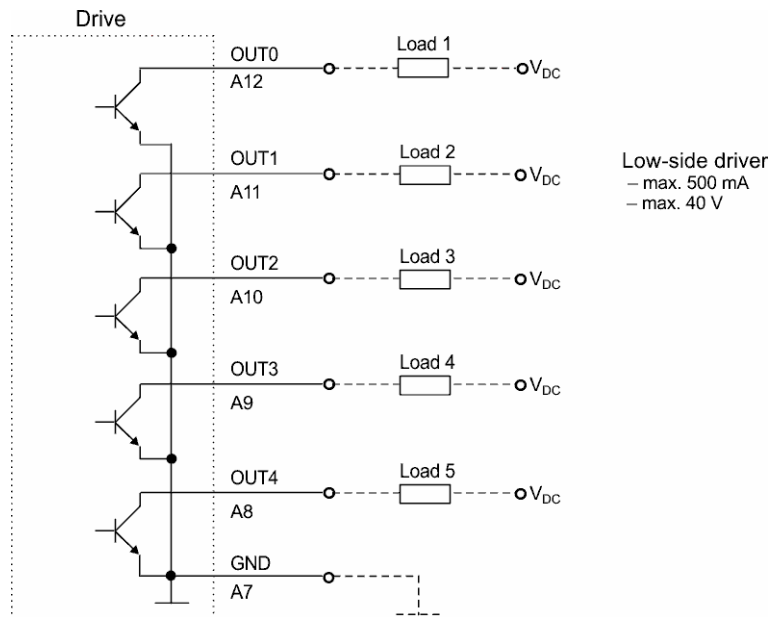 Drive
OUT0
A12
Load 1
VDC
OUT1
A11
Load 2
VDC
Low-side driver
– max. 500 mA
– max. 40 V
OUT2
A10
Load 3
VDC
OUT3
A9
Load 4
VDC
OUT4
A8
Load 5
VDC
GND
A7